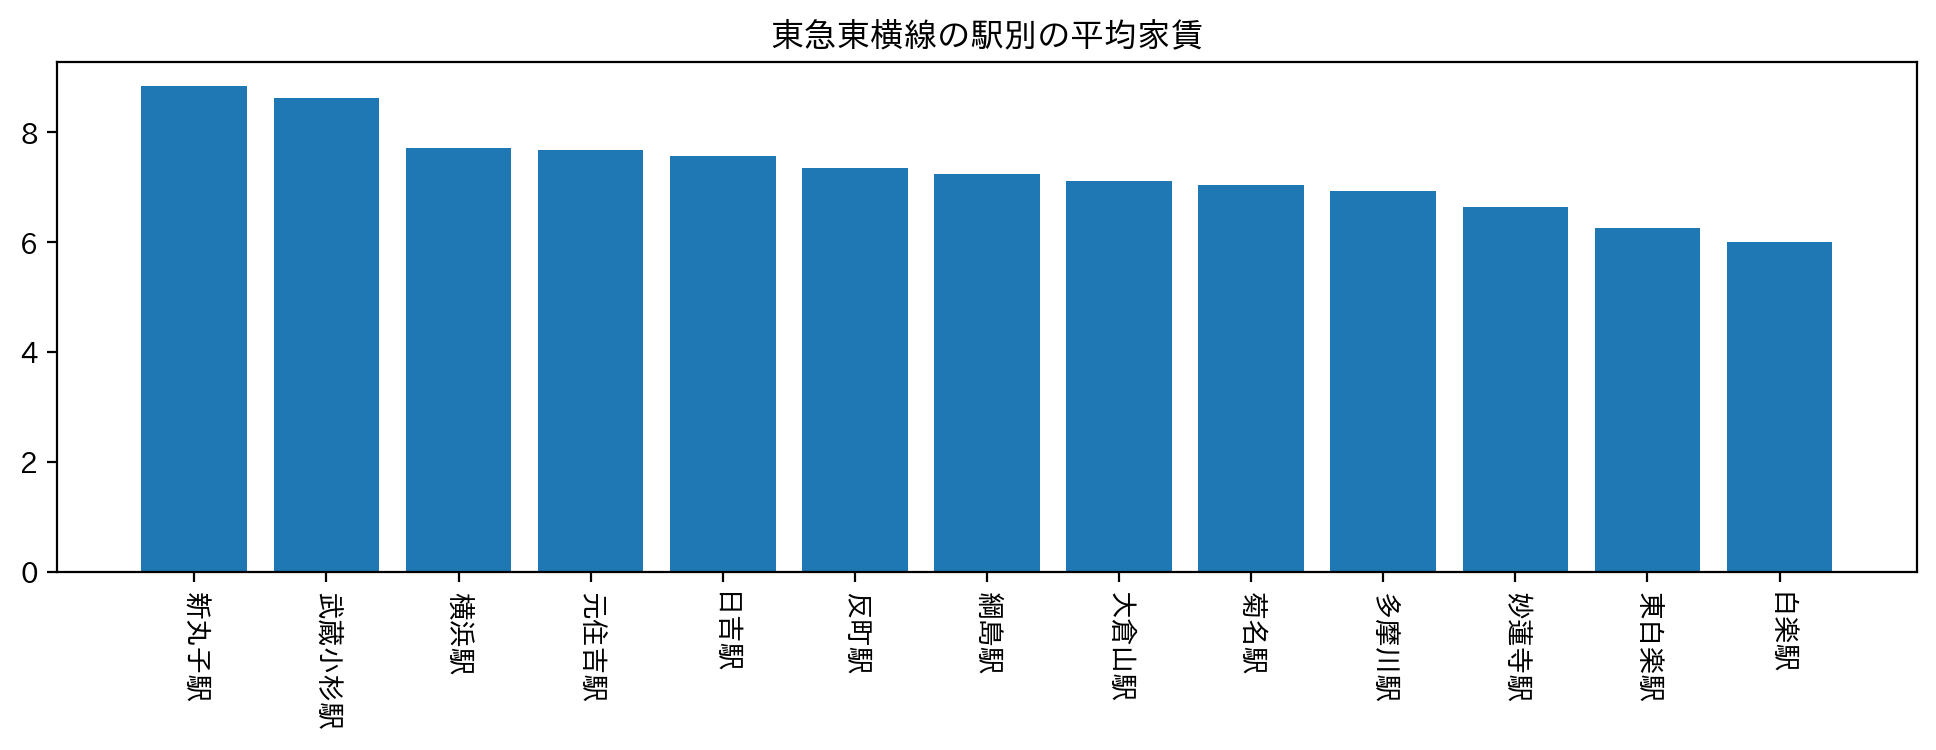 東急東横線の駅別の平均家賃
8
6
4
2
0
新丸子駅
武蔵小杉駅
横浜駅
元住吉駅
日吉駅
反町駅
綱島駅
大倉山駅
菊名駅
多摩川駅
妙蓮寺駅
東白楽駅
白楽駅